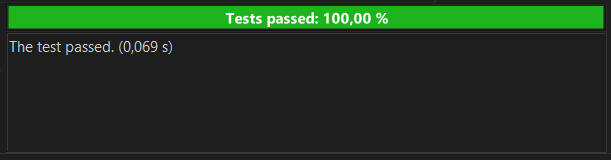 Tests passed: 100,00 %
The test passed. (0,069 s)